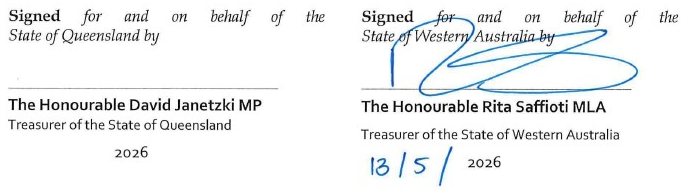 Signed for and on behalf of the
State of Queensland by
The Honourable David Janetzki MP
Treasurer of the State of Queensland
2026
Signed for and on behalf of the
State of Western Australia by
The Honourable Rita Saffioti MLA
Treasurer of the State of Western Australia
13/5/ 2026